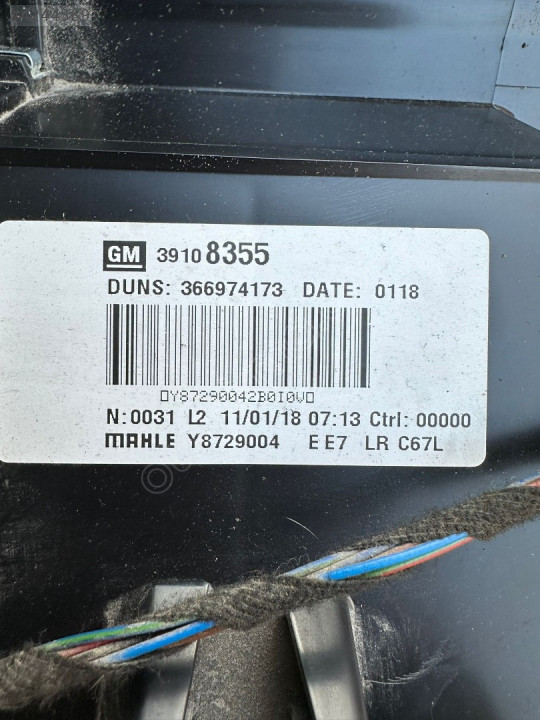 GM 39108355
DUNS: 366974173 DATE: 0118
▯Y87290042B0I0W▯
N:0031 L2 11/01/18 07:13 Ctrl: 00000
MAHLE Y8729004 E E7 LR C67L